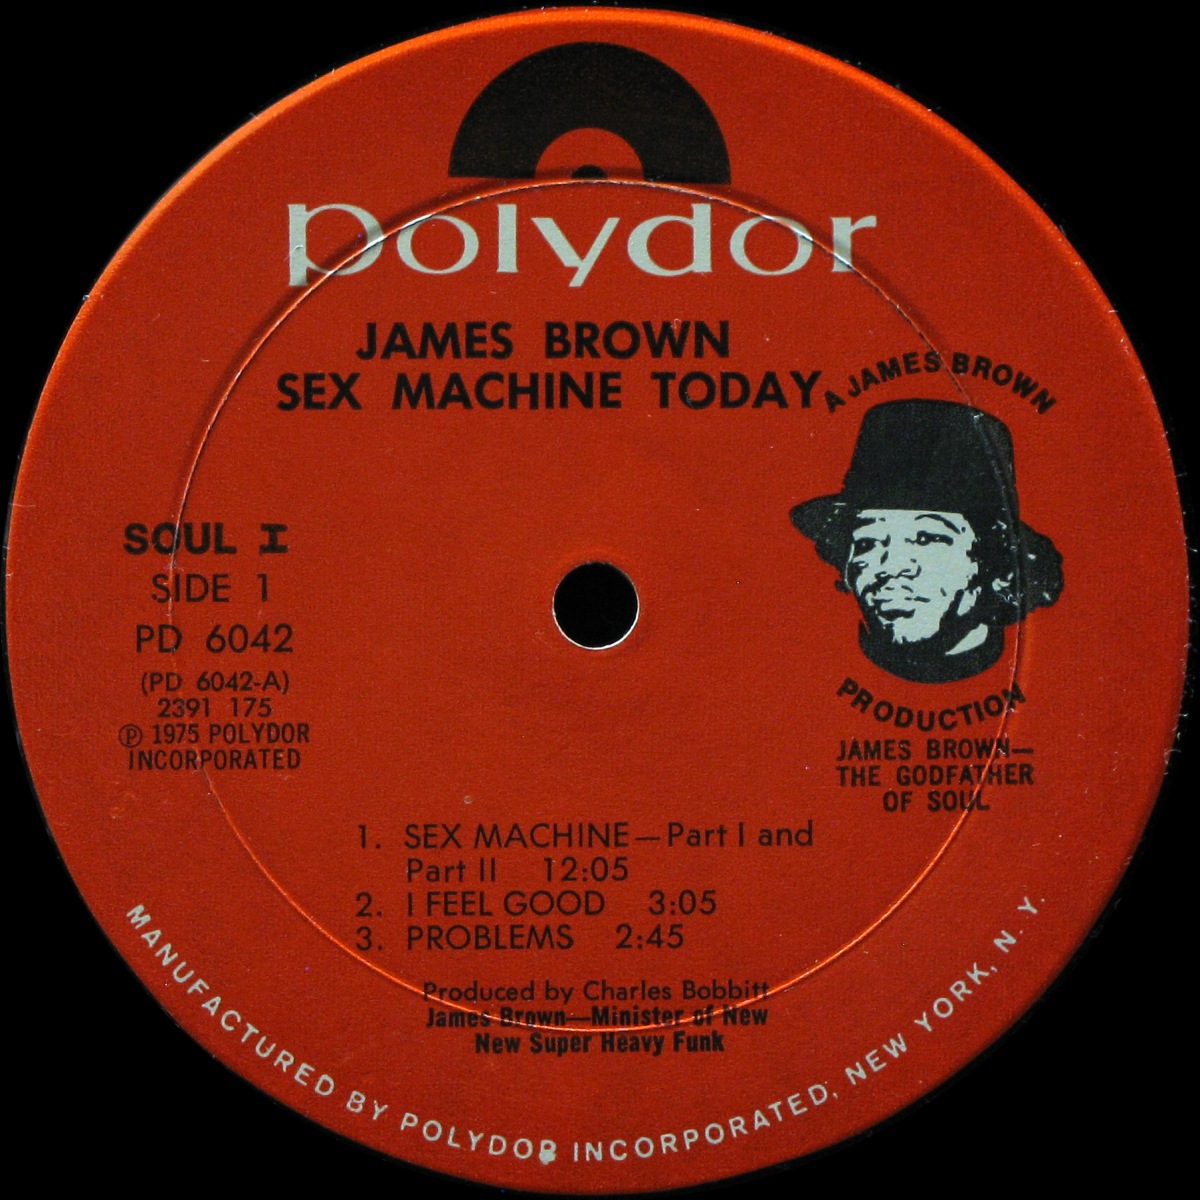 polydor
JAMES BROWN
SEX MACHINE TODAY
A JAMES BROWN
PRODUCTION
JAMES BROWN—
THE GODFATHER
OF SOUL
SOUL I
SIDE 1
PD 6042
(PD 6042-A)
2391 175
℗ 1975 POLYDOR
INCORPORATED
1. SEX MACHINE—Part I and
Part II 12:05
2. I FEEL GOOD 3:05
3. PROBLEMS 2:45
Produced by Charles Bobbitt
James Brown—Minister of New
New Super Heavy Funk
MANUFACTURED BY POLYDOR INCORPORATED, NEW YORK, N. Y.